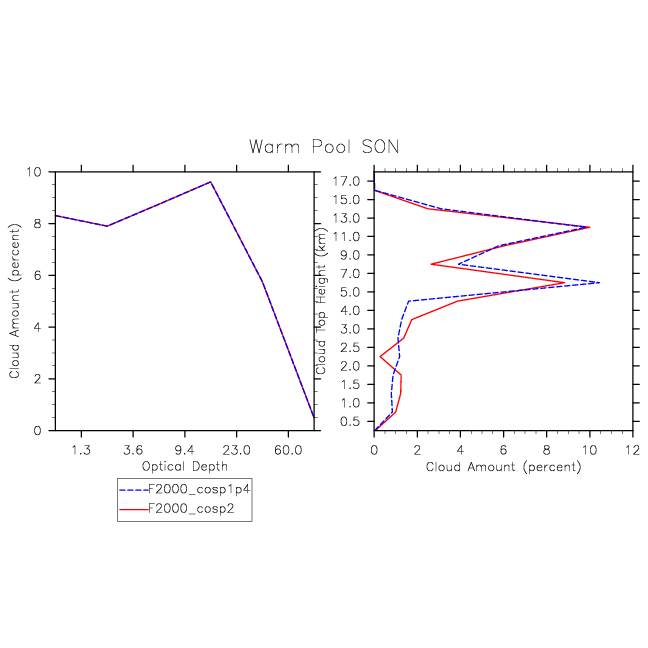 Warm Pool SON
Cloud Amount (percent)
10
8
6
4
2
0
1.3 3.6 9.4 23.0 60.0
Optical Depth
Cloud Top Height (km)
17.0
15.0
13.0
11.0
9.0
7.0
5.0
4.0
3.0
2.5
2.0
1.5
1.0
0.5
0 2 4 6 8 10 12
Cloud Amount (percent)
F2000_cosp1p4
F2000_cosp2